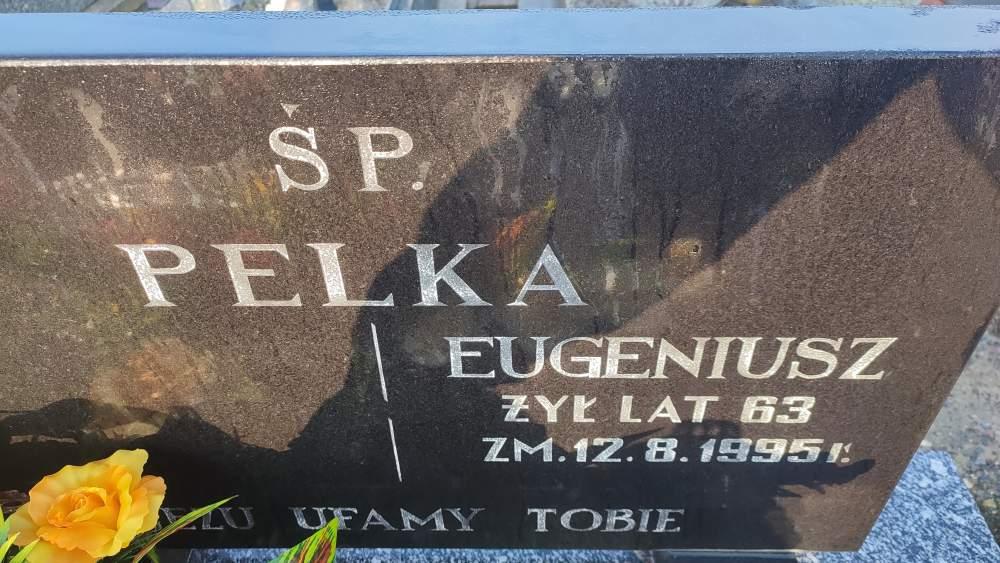 ŚP.
PELKA
EUGENIUSZ
ŻYŁ LAT 63
ZM. 12.8.1995 r.
UFAMY TOBIE